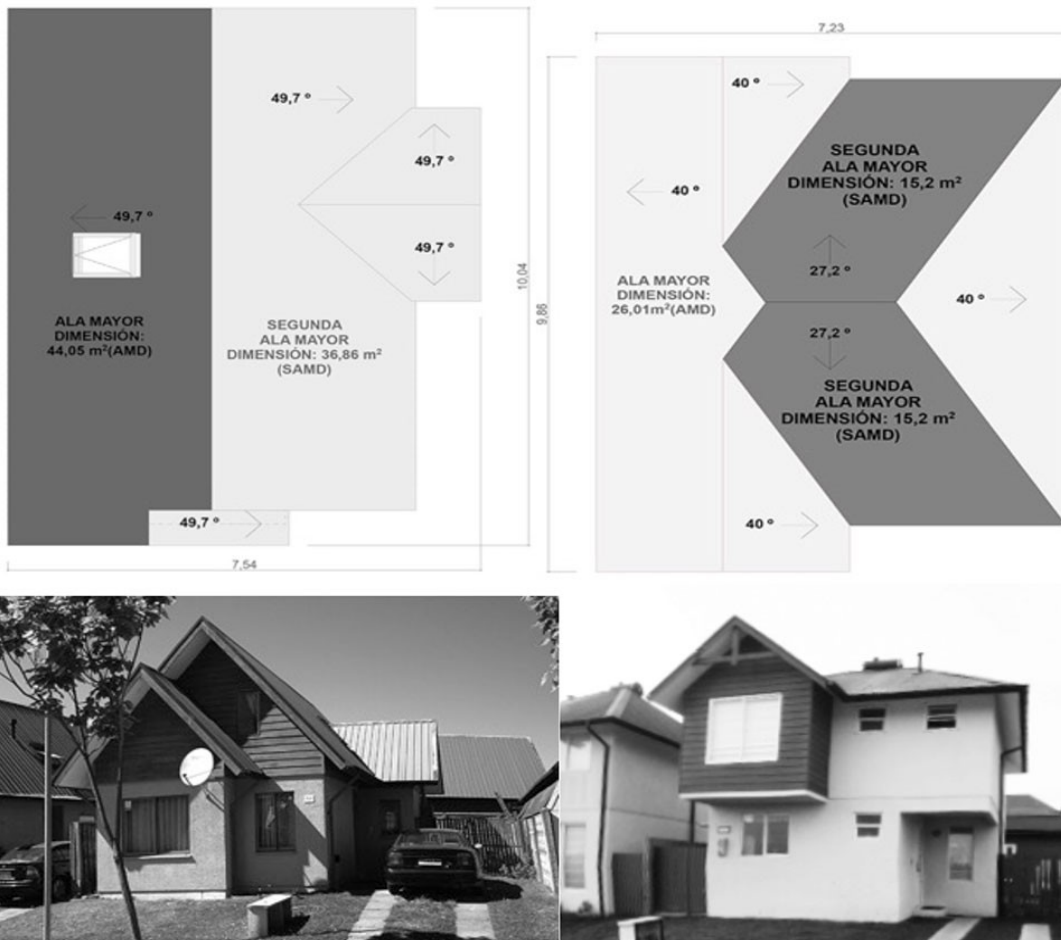 49,7 º
49,7 º
49,7 º
49,7 º
ALA MAYOR
DIMENSIÓN:
44,05 m²(AMD)
SEGUNDA
ALA MAYOR
DIMENSIÓN: 36,86 m²
(SAMD)
49,7 º
10,04
7,54
7,23
9,86
40 º
40 º
SEGUNDA
ALA MAYOR
DIMENSIÓN: 15,2 m²
(SAMD)
27,2 º
ALA MAYOR
DIMENSIÓN:
26,01m²(AMD)
40 º
27,2 º
SEGUNDA
ALA MAYOR
DIMENSIÓN: 15,2 m²
(SAMD)
40 º